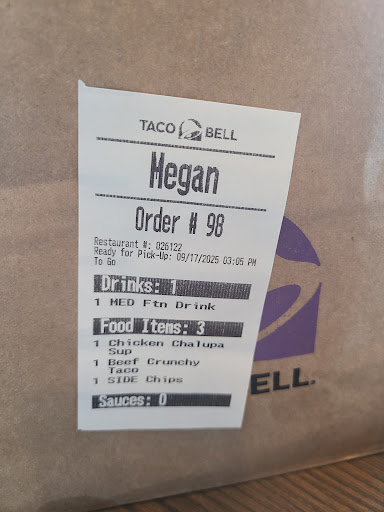 TACO BELL
Megan
Order # 98
Restaurant #: 026122
Ready for Pick-Up: 09/17/2025 03:05 PM
To Go
Drinks: 1
1 MED Ftn Drink
Food Items: 3
1 Chicken Chalupa
Sup
1 Beef Crunchy
Taco
1 SIDE Chips
Sauces: 0
ELL.